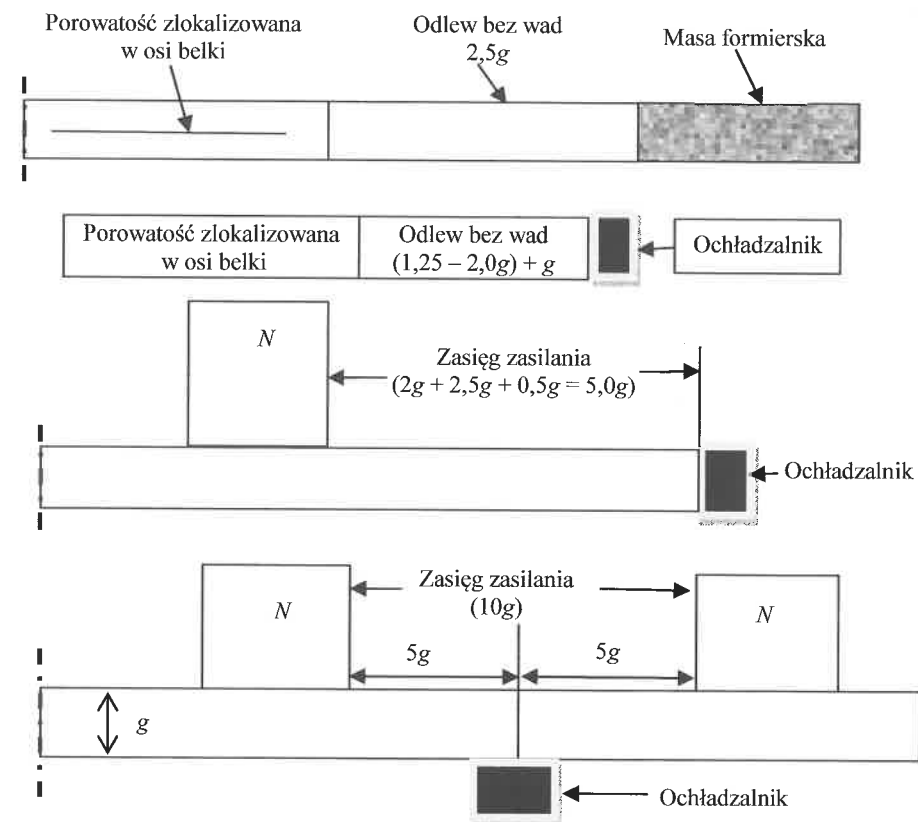 Porowatość zlokalizowana
w osi belki
Odlew bez wad
2,5g
Masa formierska
Porowatość zlokalizowana
w osi belki
Odlew bez wad
(1,25 – 2,0g) + g
Ochładzalnik
N
Zasięg zasilania
(2g + 2,5g + 0,5g = 5,0g)
Ochładzalnik
N
Zasięg zasilania
(10g)
N
5g
5g
g
Ochładzalnik